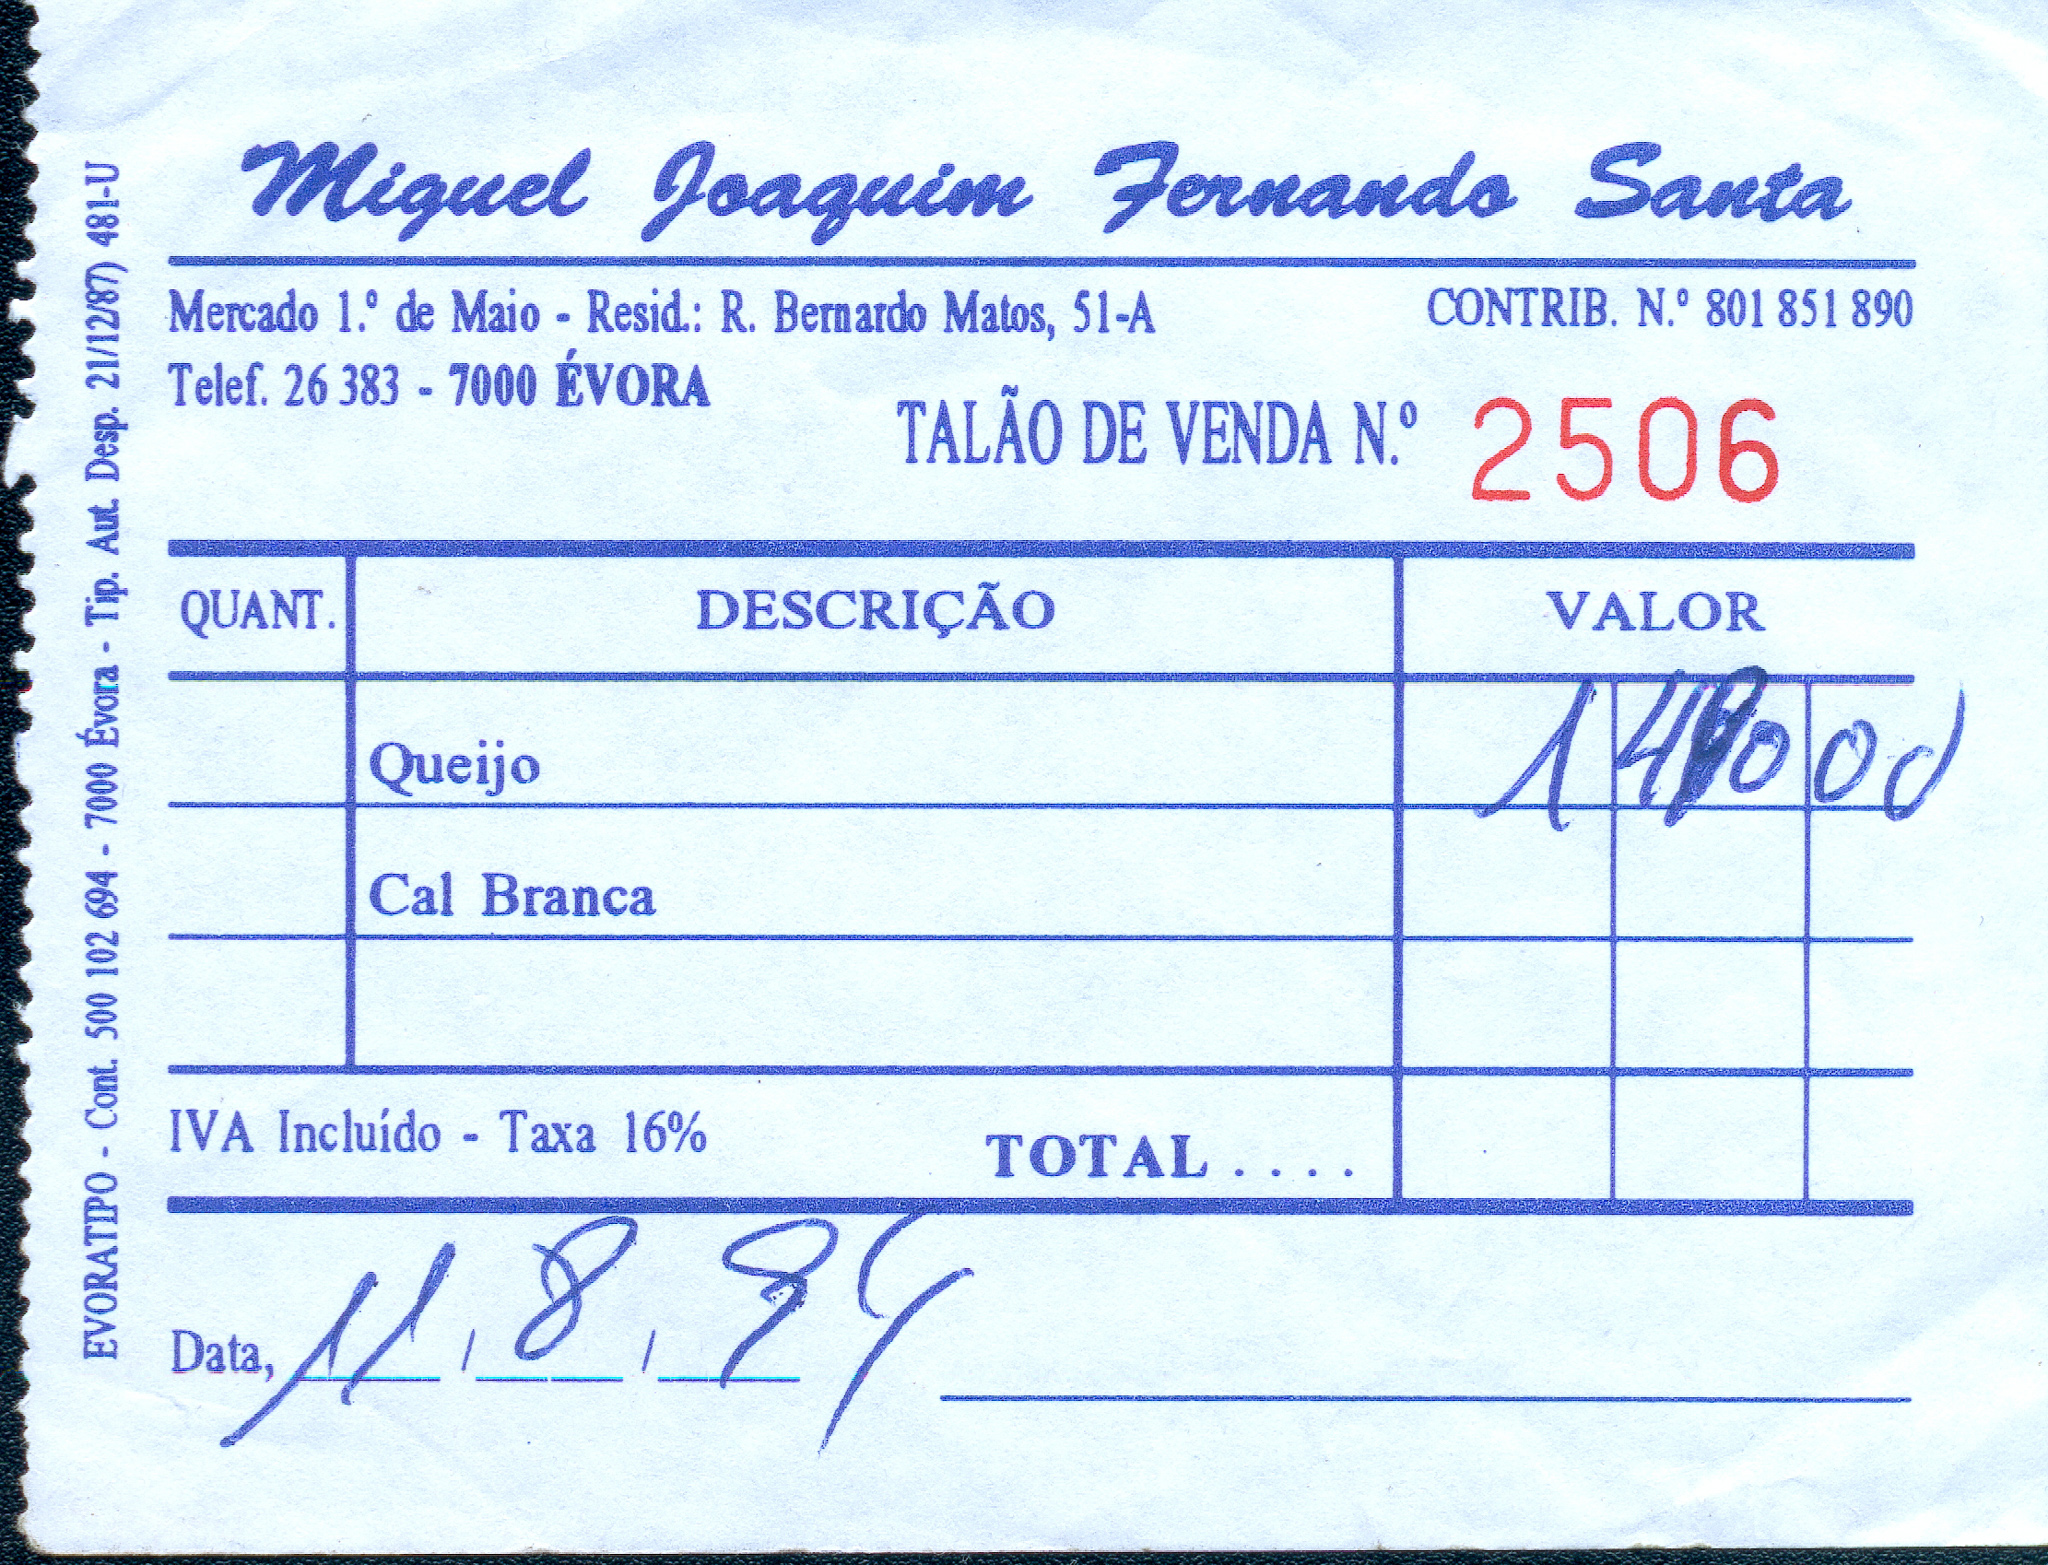 Miguel Joaquim Fernando Santa
Mercado 1.º de Maio - Resid.: R. Bernardo Matos, 51-A
CONTRIB. N.º 801 851 890
Telef. 26 383 - 7000 ÉVORA
TALÃO DE VENDA N.º 2506
QUANT. DESCRIÇÃO VALOR
Queijo
Cal Branca
IVA Incluído - Taxa 16% TOTAL . . . .
Data, 11 , 8 , 94
EVORATIPO - Cont. 500 102 694 - 7000 Évora - Tip. Aut. Desp. 21/12/87) 481-U